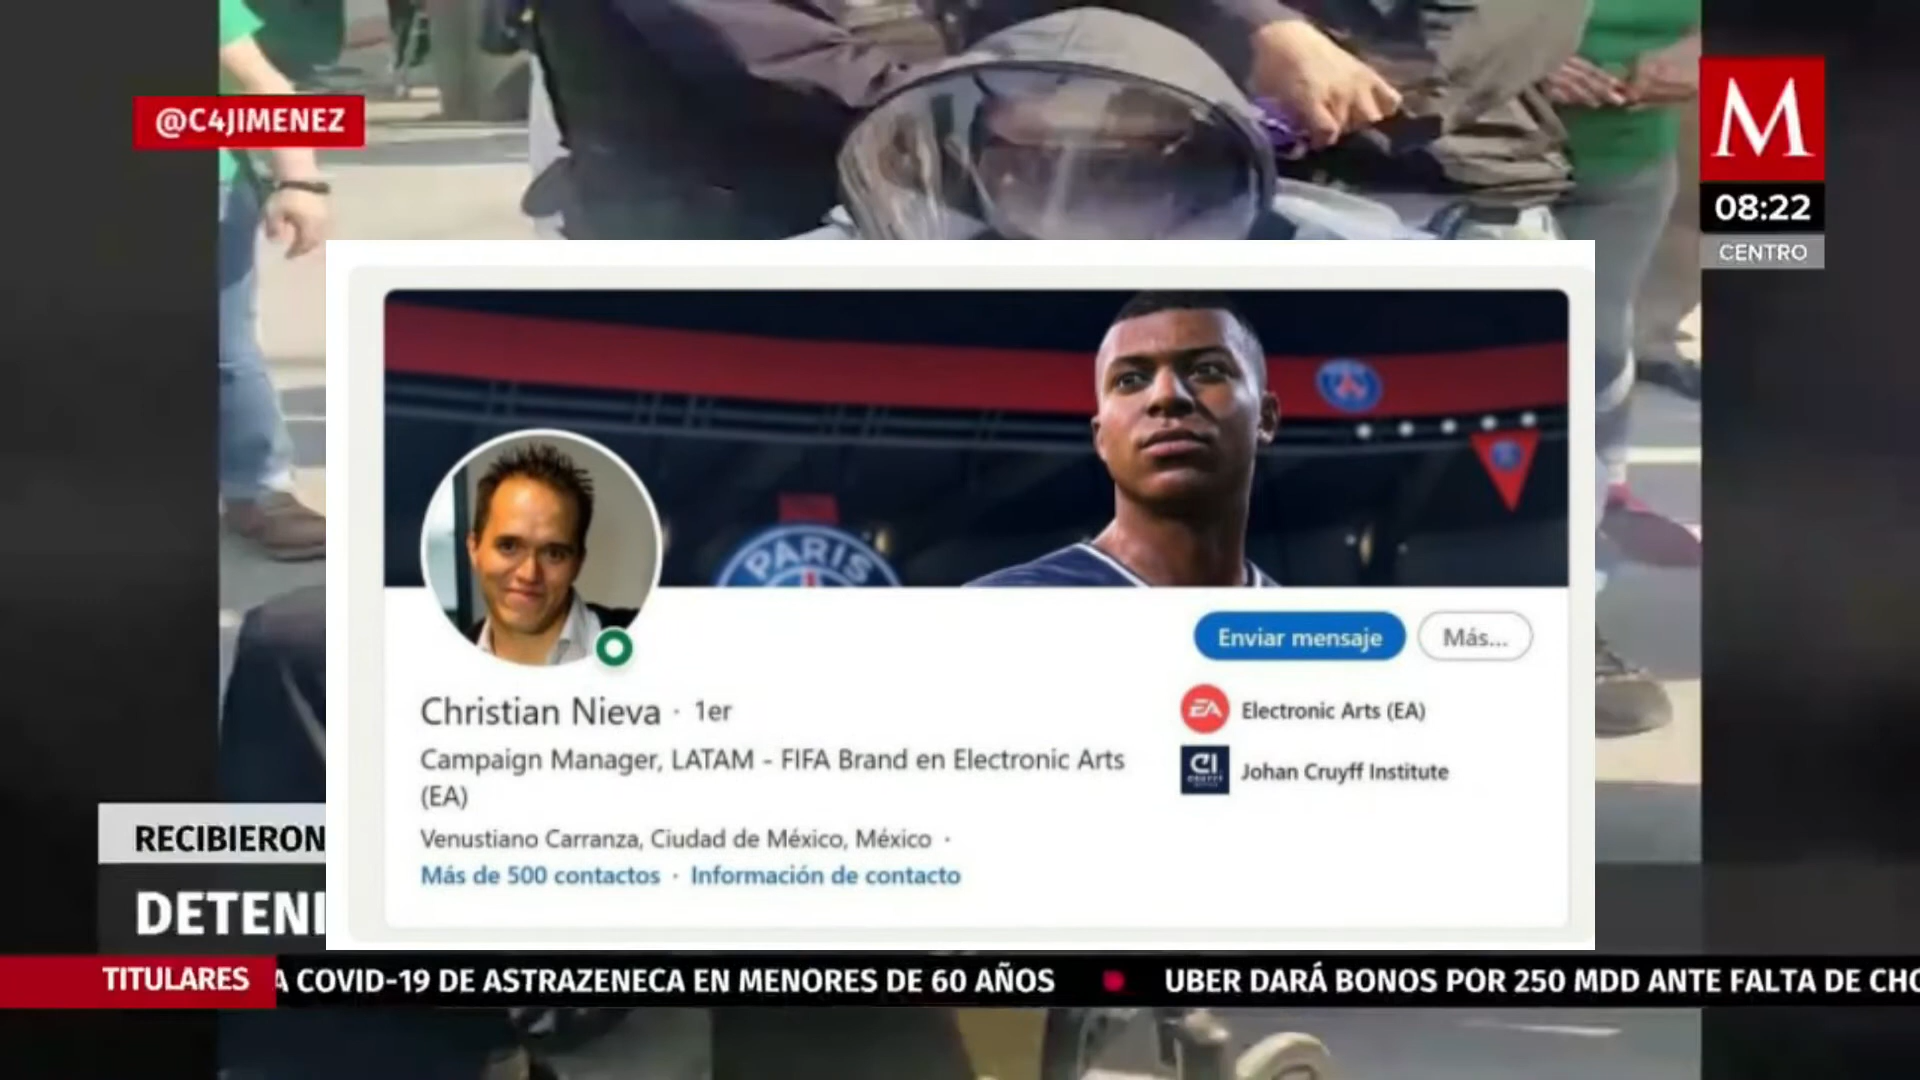 @C4JIMENEZ
M
08:22
CENTRO
PARIS
Enviar mensaje
Más...
Christian Nieva · 1er
Campaign Manager, LATAM - FIFA Brand en Electronic Arts
(EA)
Venustiano Carranza, Ciudad de México, México ·
Más de 500 contactos · Información de contacto
EA Electronic Arts (EA)
CI Johan Cruyff Institute
RECIBIERON
DETENI
TITULARES A COVID-19 DE ASTRAZENECA EN MENORES DE 60 AÑOS UBER DARÁ BONOS POR 250 MDD ANTE FALTA DE CHO